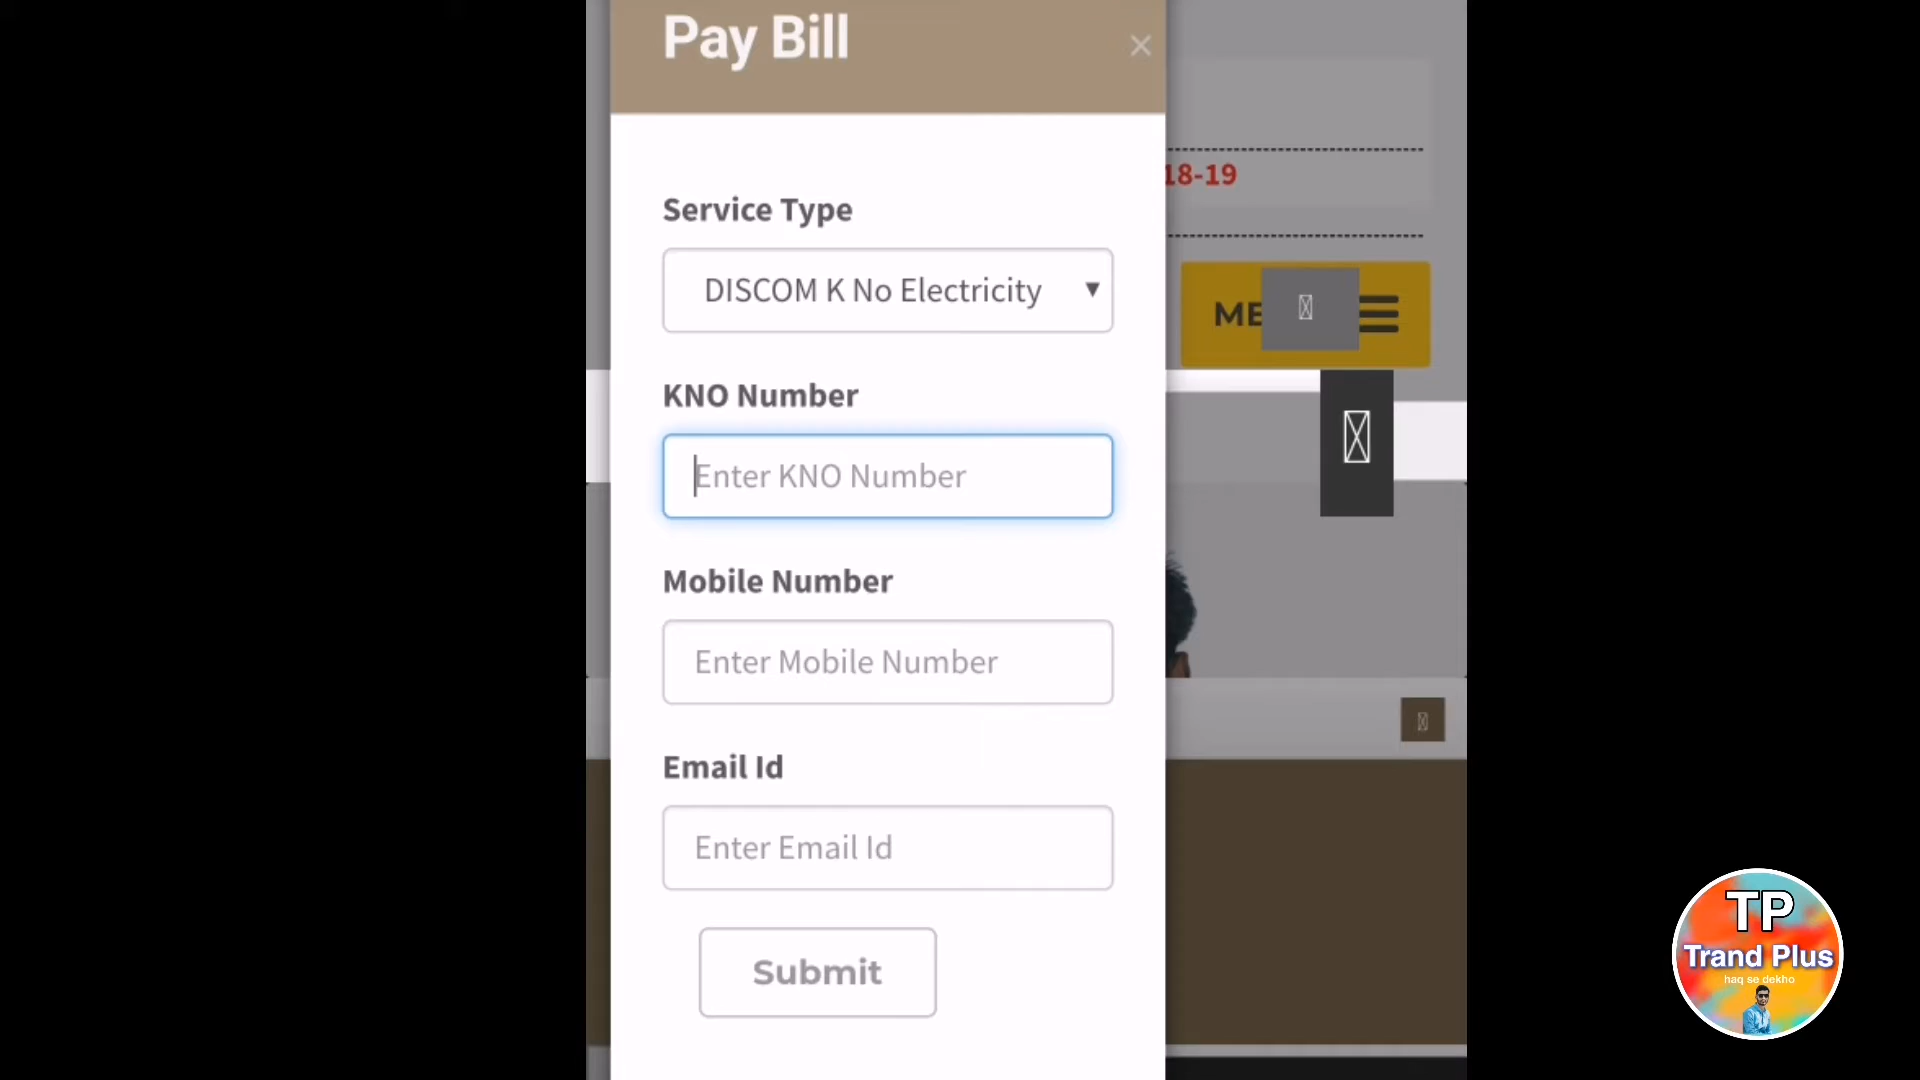 Pay Bill
×
18-19
Service Type
DISCOM K No Electricity
ME
KNO Number
Enter KNO Number
Mobile Number
Enter Mobile Number
Email Id
Enter Email Id
Submit
TP
Trand Plus
haq se dekho